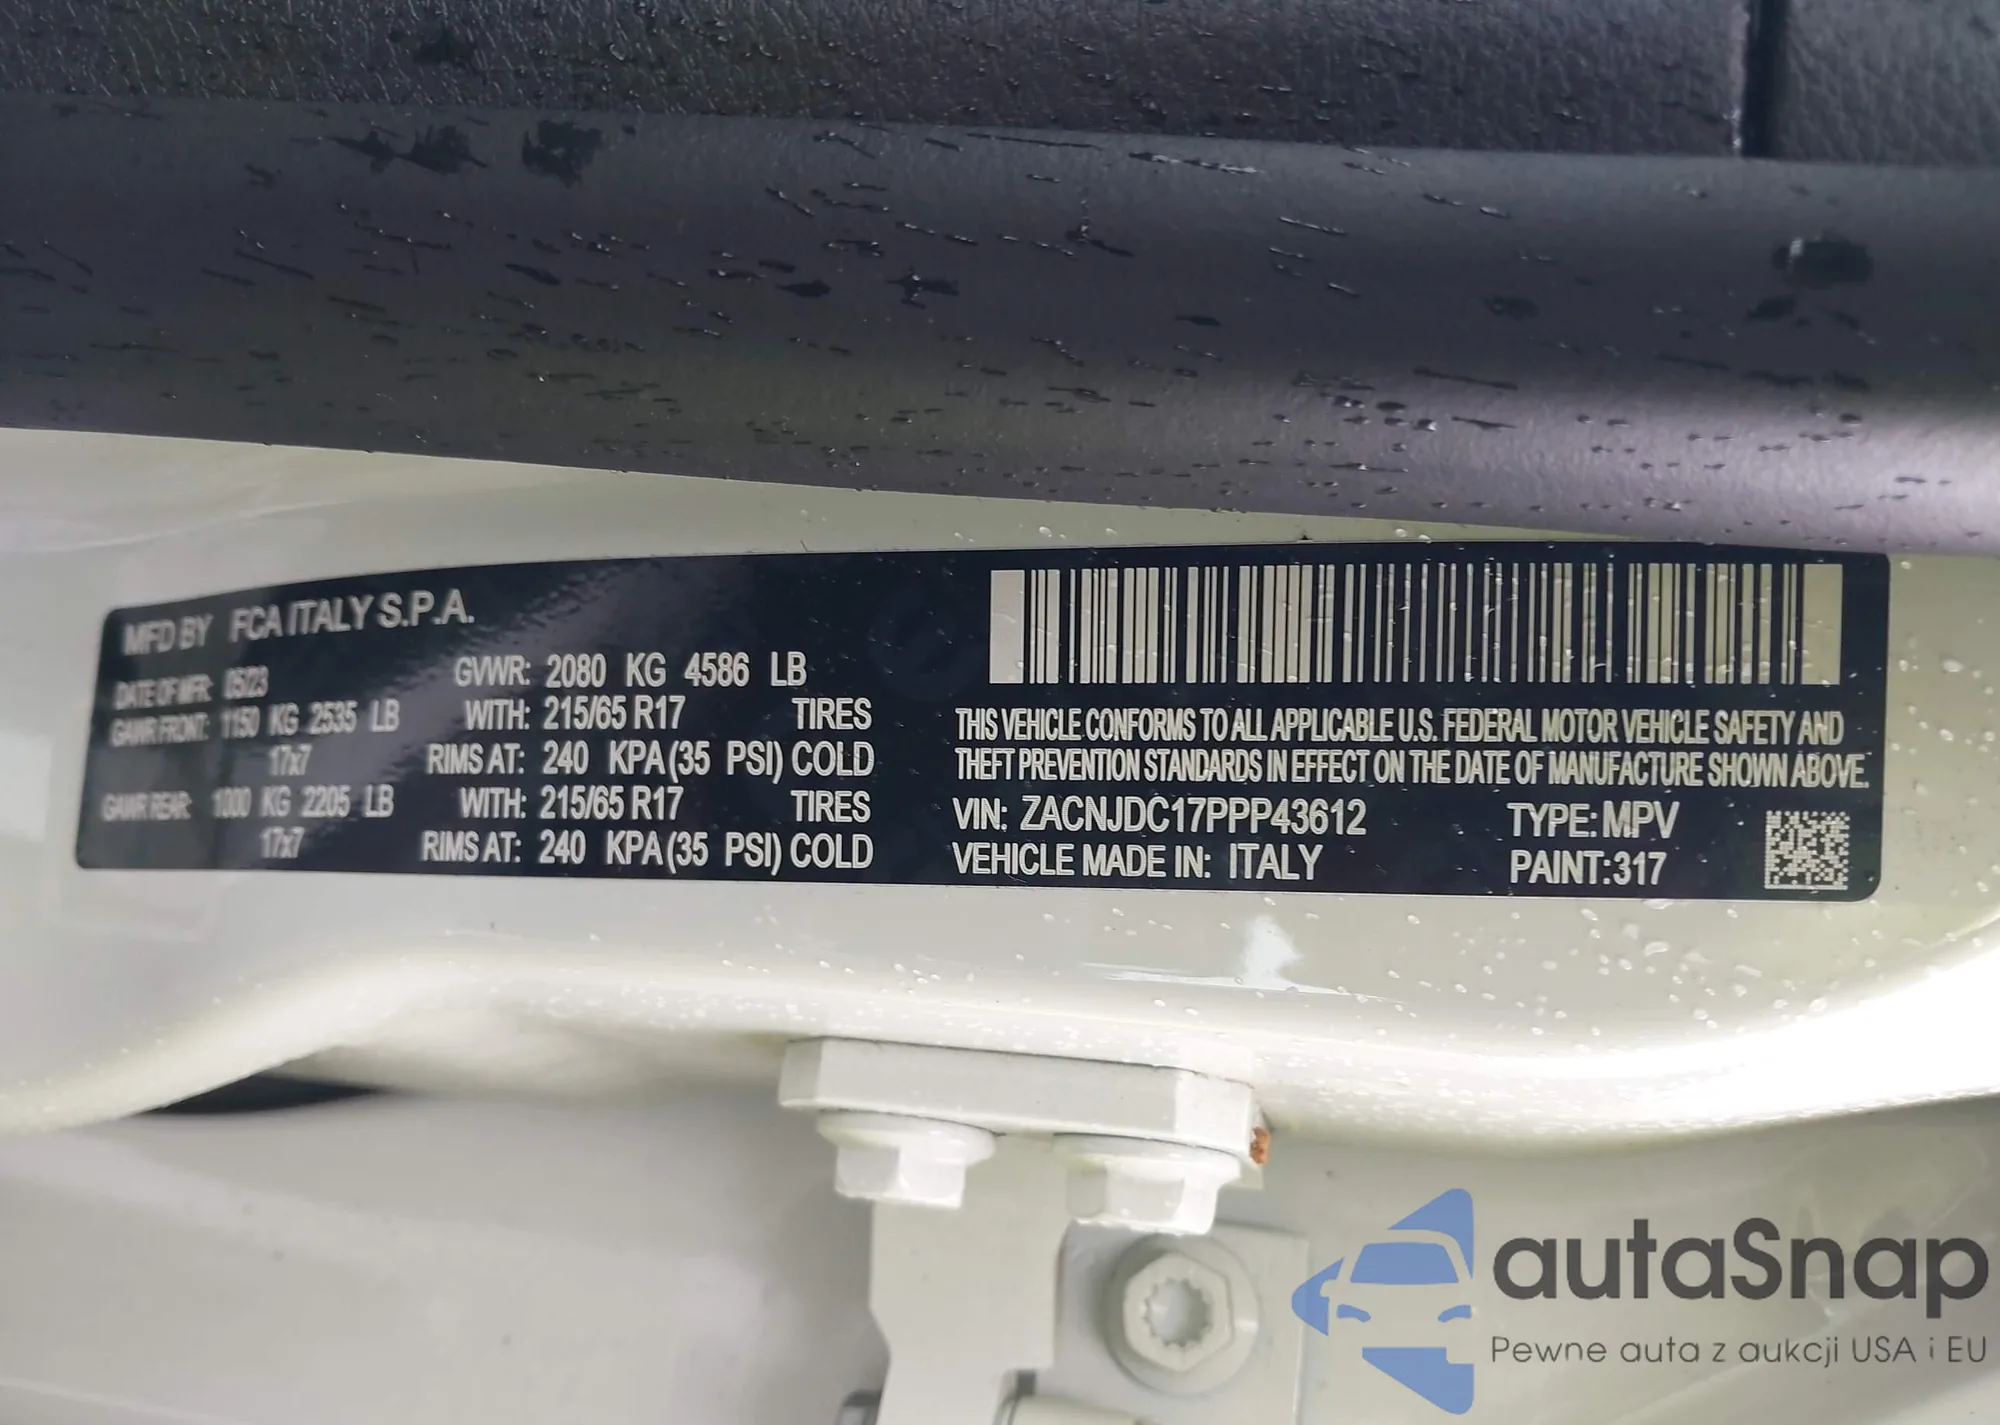 MFD BY FCA ITALY S.P.A.
DATE OF MFR: 05/23 GVWR: 2080 KG 4586 LB
GAWR FRONT: 1150 KG 2535 LB WITH: 215/65 R17 TIRES
17x7 RIMS AT: 240 KPA (35 PSI) COLD
GAWR REAR: 1000 KG 2205 LB WITH: 215/65 R17 TIRES
17x7 RIMS AT: 240 KPA (35 PSI) COLD
THIS VEHICLE CONFORMS TO ALL APPLICABLE U.S. FEDERAL MOTOR VEHICLE SAFETY AND
THEFT PREVENTION STANDARDS IN EFFECT ON THE DATE OF MANUFACTURE SHOWN ABOVE.
VIN: ZACNJDC17PPP43612 TYPE: MPV
VEHICLE MADE IN: ITALY PAINT:317
autaSnap
Pewne auta z aukcji USA i EU